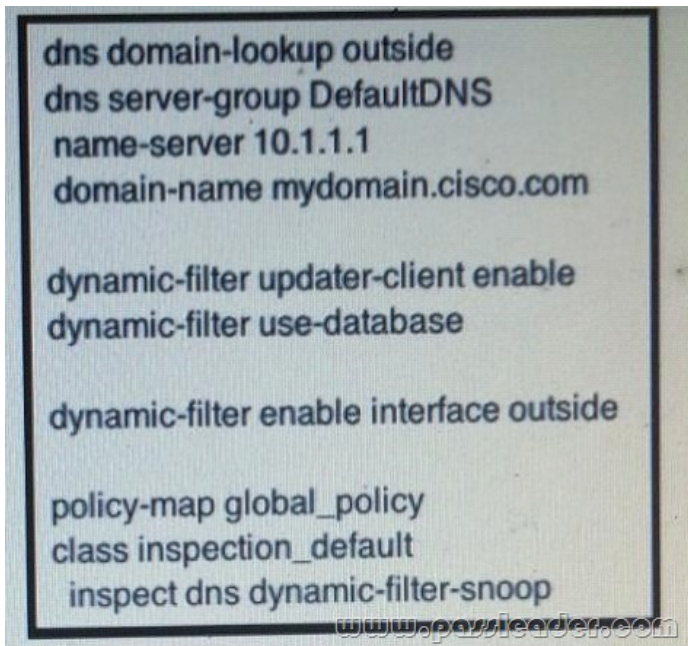 dns domain-lookup outside
dns server-group DefaultDNS
name-server 10.1.1.1
domain-name mydomain.cisco.com
dynamic-filter updater-client enable
dynamic-filter use-database
dynamic-filter enable interface outside
policy-map global_policy
class inspection_default
inspect dns dynamic-filter-snoop
www.passleader.com